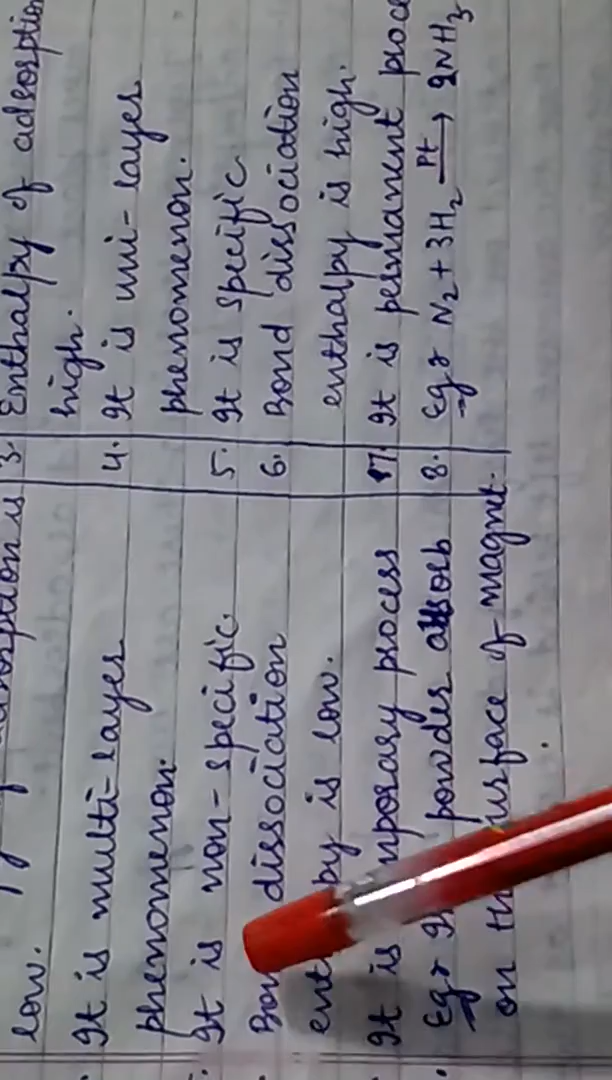 low.
It is multi-layer
phenomenon.
It is non-specific
dissociation
is low.
It is process
Eg:- powder absorb
on surface of magnet.
3. Enthalpy of adsorption
high.
4. It is uni-layer
phenomenon.
5. It is specific
6. Bond dissociation
enthalpy is high.
7. It is permanent
8. Eg:- N₂ + 3H₂ —Pt→ 2NH₃